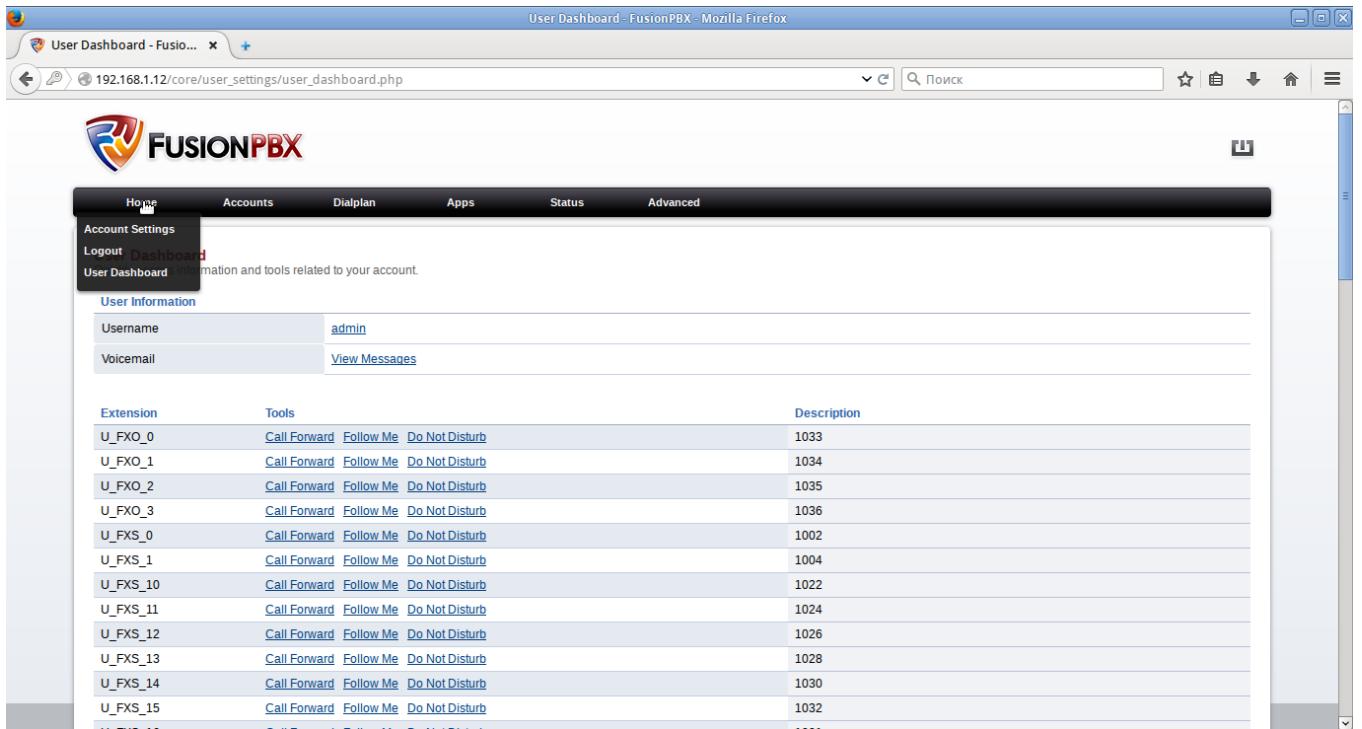 User Dashboard - FusionPBX - Mozilla Firefox
User Dashboard - Fusio...
192.168.1.12/core/user_settings/user_dashboard.php Поиск
FUSIONPBX
Home Accounts Dialplan Apps Status Advanced
Account Settings
Logout
User Dashboard
User Dashboard
information and tools related to your account.
User Information
Username admin
Voicemail View Messages
Extension Tools Description
U_FXO_0 Call Forward Follow Me Do Not Disturb 1033
U_FXO_1 Call Forward Follow Me Do Not Disturb 1034
U_FXO_2 Call Forward Follow Me Do Not Disturb 1035
U_FXO_3 Call Forward Follow Me Do Not Disturb 1036
U_FXS_0 Call Forward Follow Me Do Not Disturb 1002
U_FXS_1 Call Forward Follow Me Do Not Disturb 1004
U_FXS_10 Call Forward Follow Me Do Not Disturb 1022
U_FXS_11 Call Forward Follow Me Do Not Disturb 1024
U_FXS_12 Call Forward Follow Me Do Not Disturb 1026
U_FXS_13 Call Forward Follow Me Do Not Disturb 1028
U_FXS_14 Call Forward Follow Me Do Not Disturb 1030
U_FXS_15 Call Forward Follow Me Do Not Disturb 1032